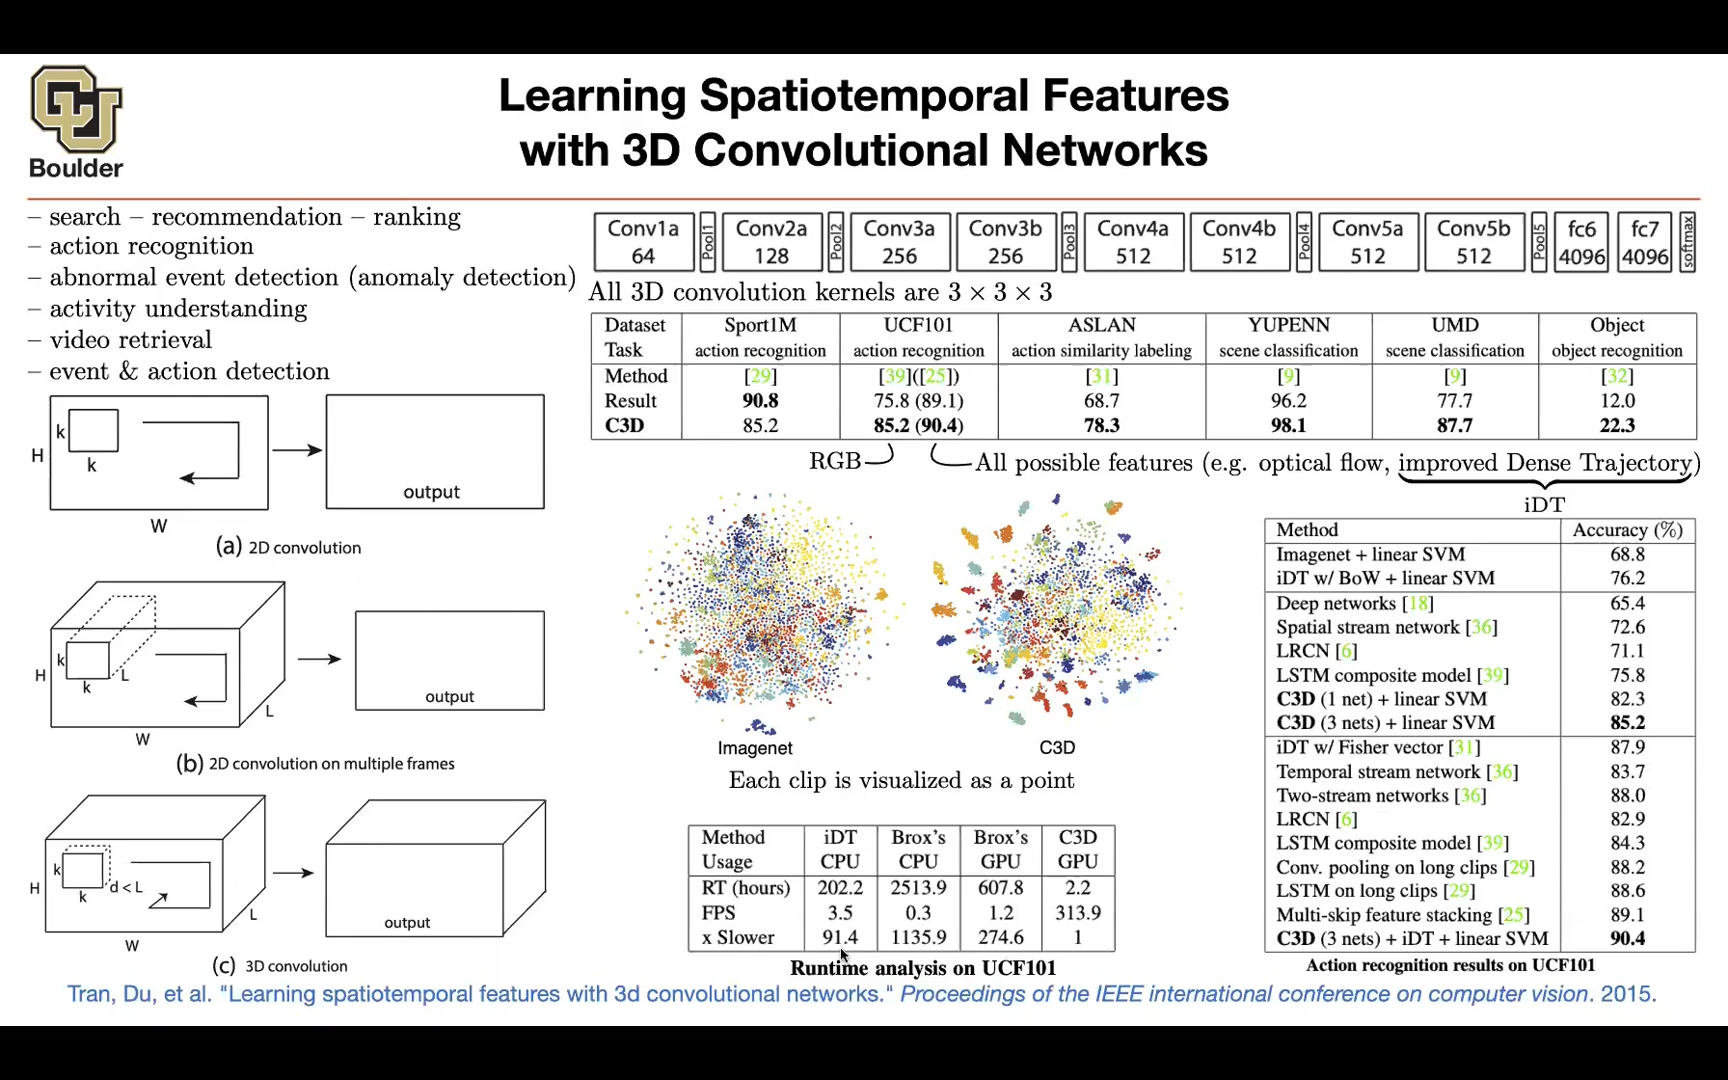 Boulder
Learning Spatiotemporal Features
with 3D Convolutional Networks
– search – recommendation – ranking
– action recognition
– abnormal event detection (anomaly detection)
– activity understanding
– video retrieval
– event & action detection
k
k
H
W
output
(a) 2D convolution
k
k
L
H
W
L
output
(b) 2D convolution on multiple frames
k
k
d < L
H
W
L
output
(c) 3D convolution
Conv1a 64 Pool1 Conv2a 128 Pool2 Conv3a 256 Conv3b 256 Pool3 Conv4a 512 Conv4b 512 Pool4 Conv5a 512 Conv5b 512 Pool5 fc6 4096 fc7 4096 softmax
All 3D convolution kernels are 3 × 3 × 3
Dataset Sport1M UCF101 ASLAN YUPENN UMD Object
Task action recognition action recognition action similarity labeling scene classification scene classification object recognition
Method [29] [39]([25]) [31] [9] [9] [32]
Result 90.8 75.8 (89.1) 68.7 96.2 77.7 12.0
C3D 85.2 85.2 (90.4) 78.3 98.1 87.7 22.3
RGB
All possible features (e.g. optical flow, improved Dense Trajectory)
iDT
Imagenet
C3D
Each clip is visualized as a point
Method iDT Brox's Brox's C3D
Usage CPU CPU GPU GPU
RT (hours) 202.2 2513.9 607.8 2.2
FPS 3.5 0.3 1.2 313.9
x Slower 91.4 1135.9 274.6 1
Runtime analysis on UCF101
Method Accuracy (%)
Imagenet + linear SVM 68.8
iDT w/ BoW + linear SVM 76.2
Deep networks [18] 65.4
Spatial stream network [36] 72.6
LRCN [6] 71.1
LSTM composite model [39] 75.8
C3D (1 net) + linear SVM 82.3
C3D (3 nets) + linear SVM 85.2
iDT w/ Fisher vector [31] 87.9
Temporal stream network [36] 83.7
Two-stream networks [36] 88.0
LRCN [6] 82.9
LSTM composite model [39] 84.3
Conv. pooling on long clips [29] 88.2
LSTM on long clips [29] 88.6
Multi-skip feature stacking [25] 89.1
C3D (3 nets) + iDT + linear SVM 90.4
Action recognition results on UCF101
Tran, Du, et al. "Learning spatiotemporal features with 3d convolutional networks." Proceedings of the IEEE international conference on computer vision. 2015.